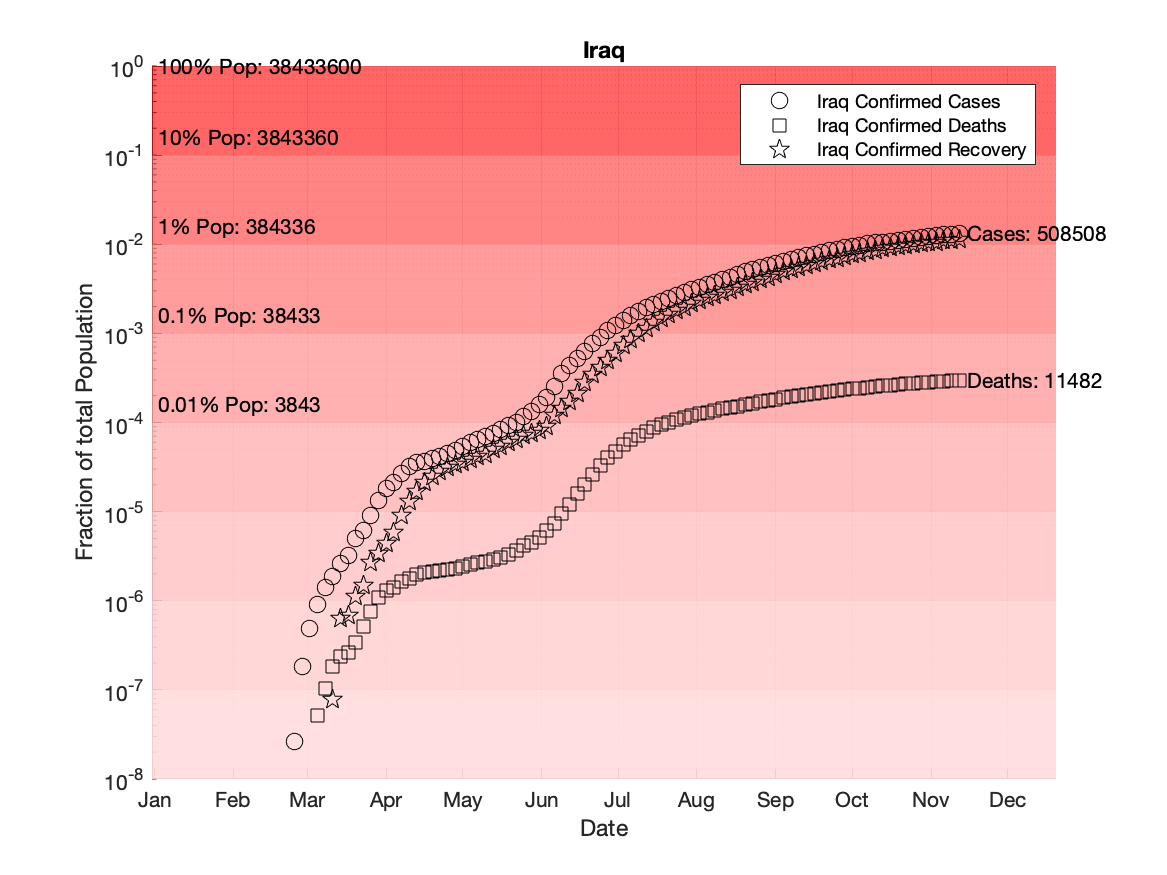 Iraq
10^0
100% Pop: 38433600
Iraq Confirmed Cases
Iraq Confirmed Deaths
Iraq Confirmed Recovery
10% Pop: 3843360
10^-1
1% Pop: 384336
10^-2
Cases: 508508
0.1% Pop: 38433
10^-3
Deaths: 11482
0.01% Pop: 3843
10^-4
Fraction of total Population
10^-5
10^-6
10^-7
10^-8
Jan Feb Mar Apr May Jun Jul Aug Sep Oct Nov Dec
Date